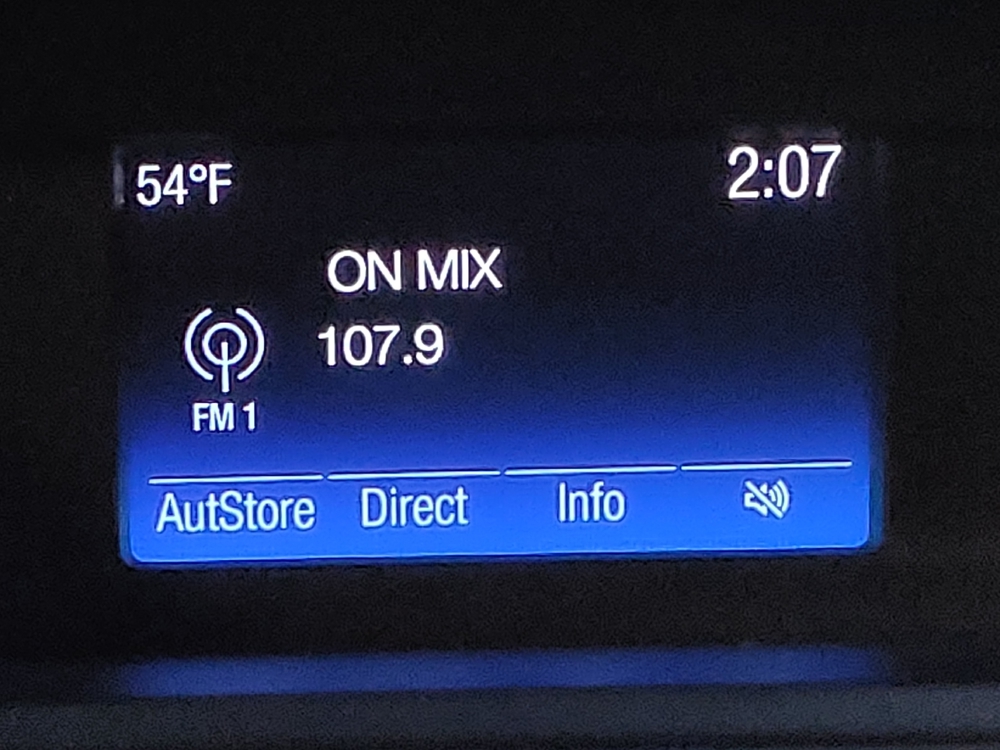 54°F 2:07
ON MIX
107.9
FM 1
AutStore Direct Info